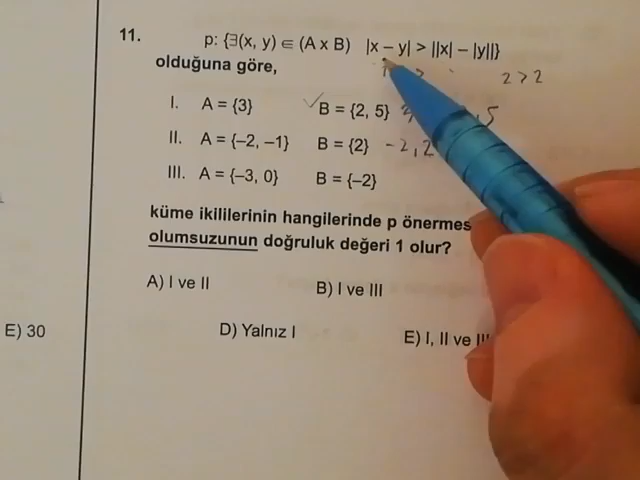 11. p: {∃(x, y) ∈ (A x B) |x – y| > ||x| – |y||}
olduğuna göre,
2 > 2
I. A = {3} B = {2, 5}
II. A = {–2, –1} B = {2} -2, 2
III. A = {–3, 0} B = {–2}
küme ikililerinin hangilerinde p önermes
olumsuzunun doğruluk değeri 1 olur?
A) I ve II B) I ve III
E) 30 D) Yalnız I E) I, II ve III